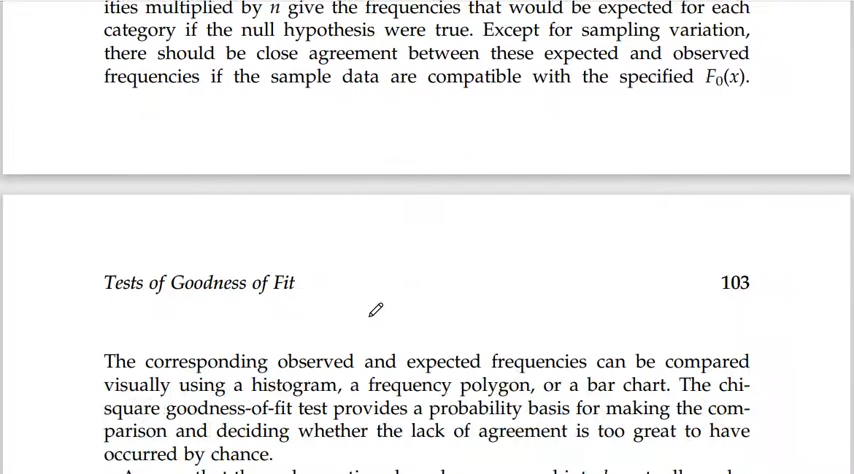 ities multiplied by n give the frequencies that would be expected for each
category if the null hypothesis were true. Except for sampling variation,
there should be close agreement between these expected and observed
frequencies if the sample data are compatible with the specified F₀(x).
Tests of Goodness of Fit 103
The corresponding observed and expected frequencies can be compared
visually using a histogram, a frequency polygon, or a bar chart. The chi-
square goodness-of-fit test provides a probability basis for making the com-
parison and deciding whether the lack of agreement is too great to have
occurred by chance.